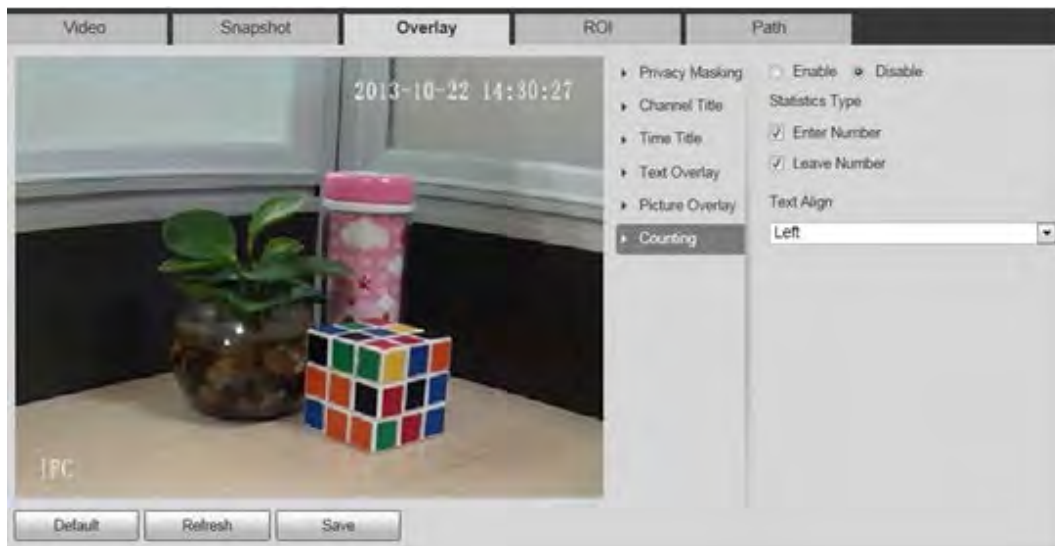 Video
Snapshot
Overlay
ROI
Path
2013-10-22 14:30:27
IPC
Privacy Masking
Channel Title
Time Title
Text Overlay
Picture Overlay
Counting
Enable
Disable
Statistics Type
Enter Number
Leave Number
Text Align
Left
Default
Refresh
Save